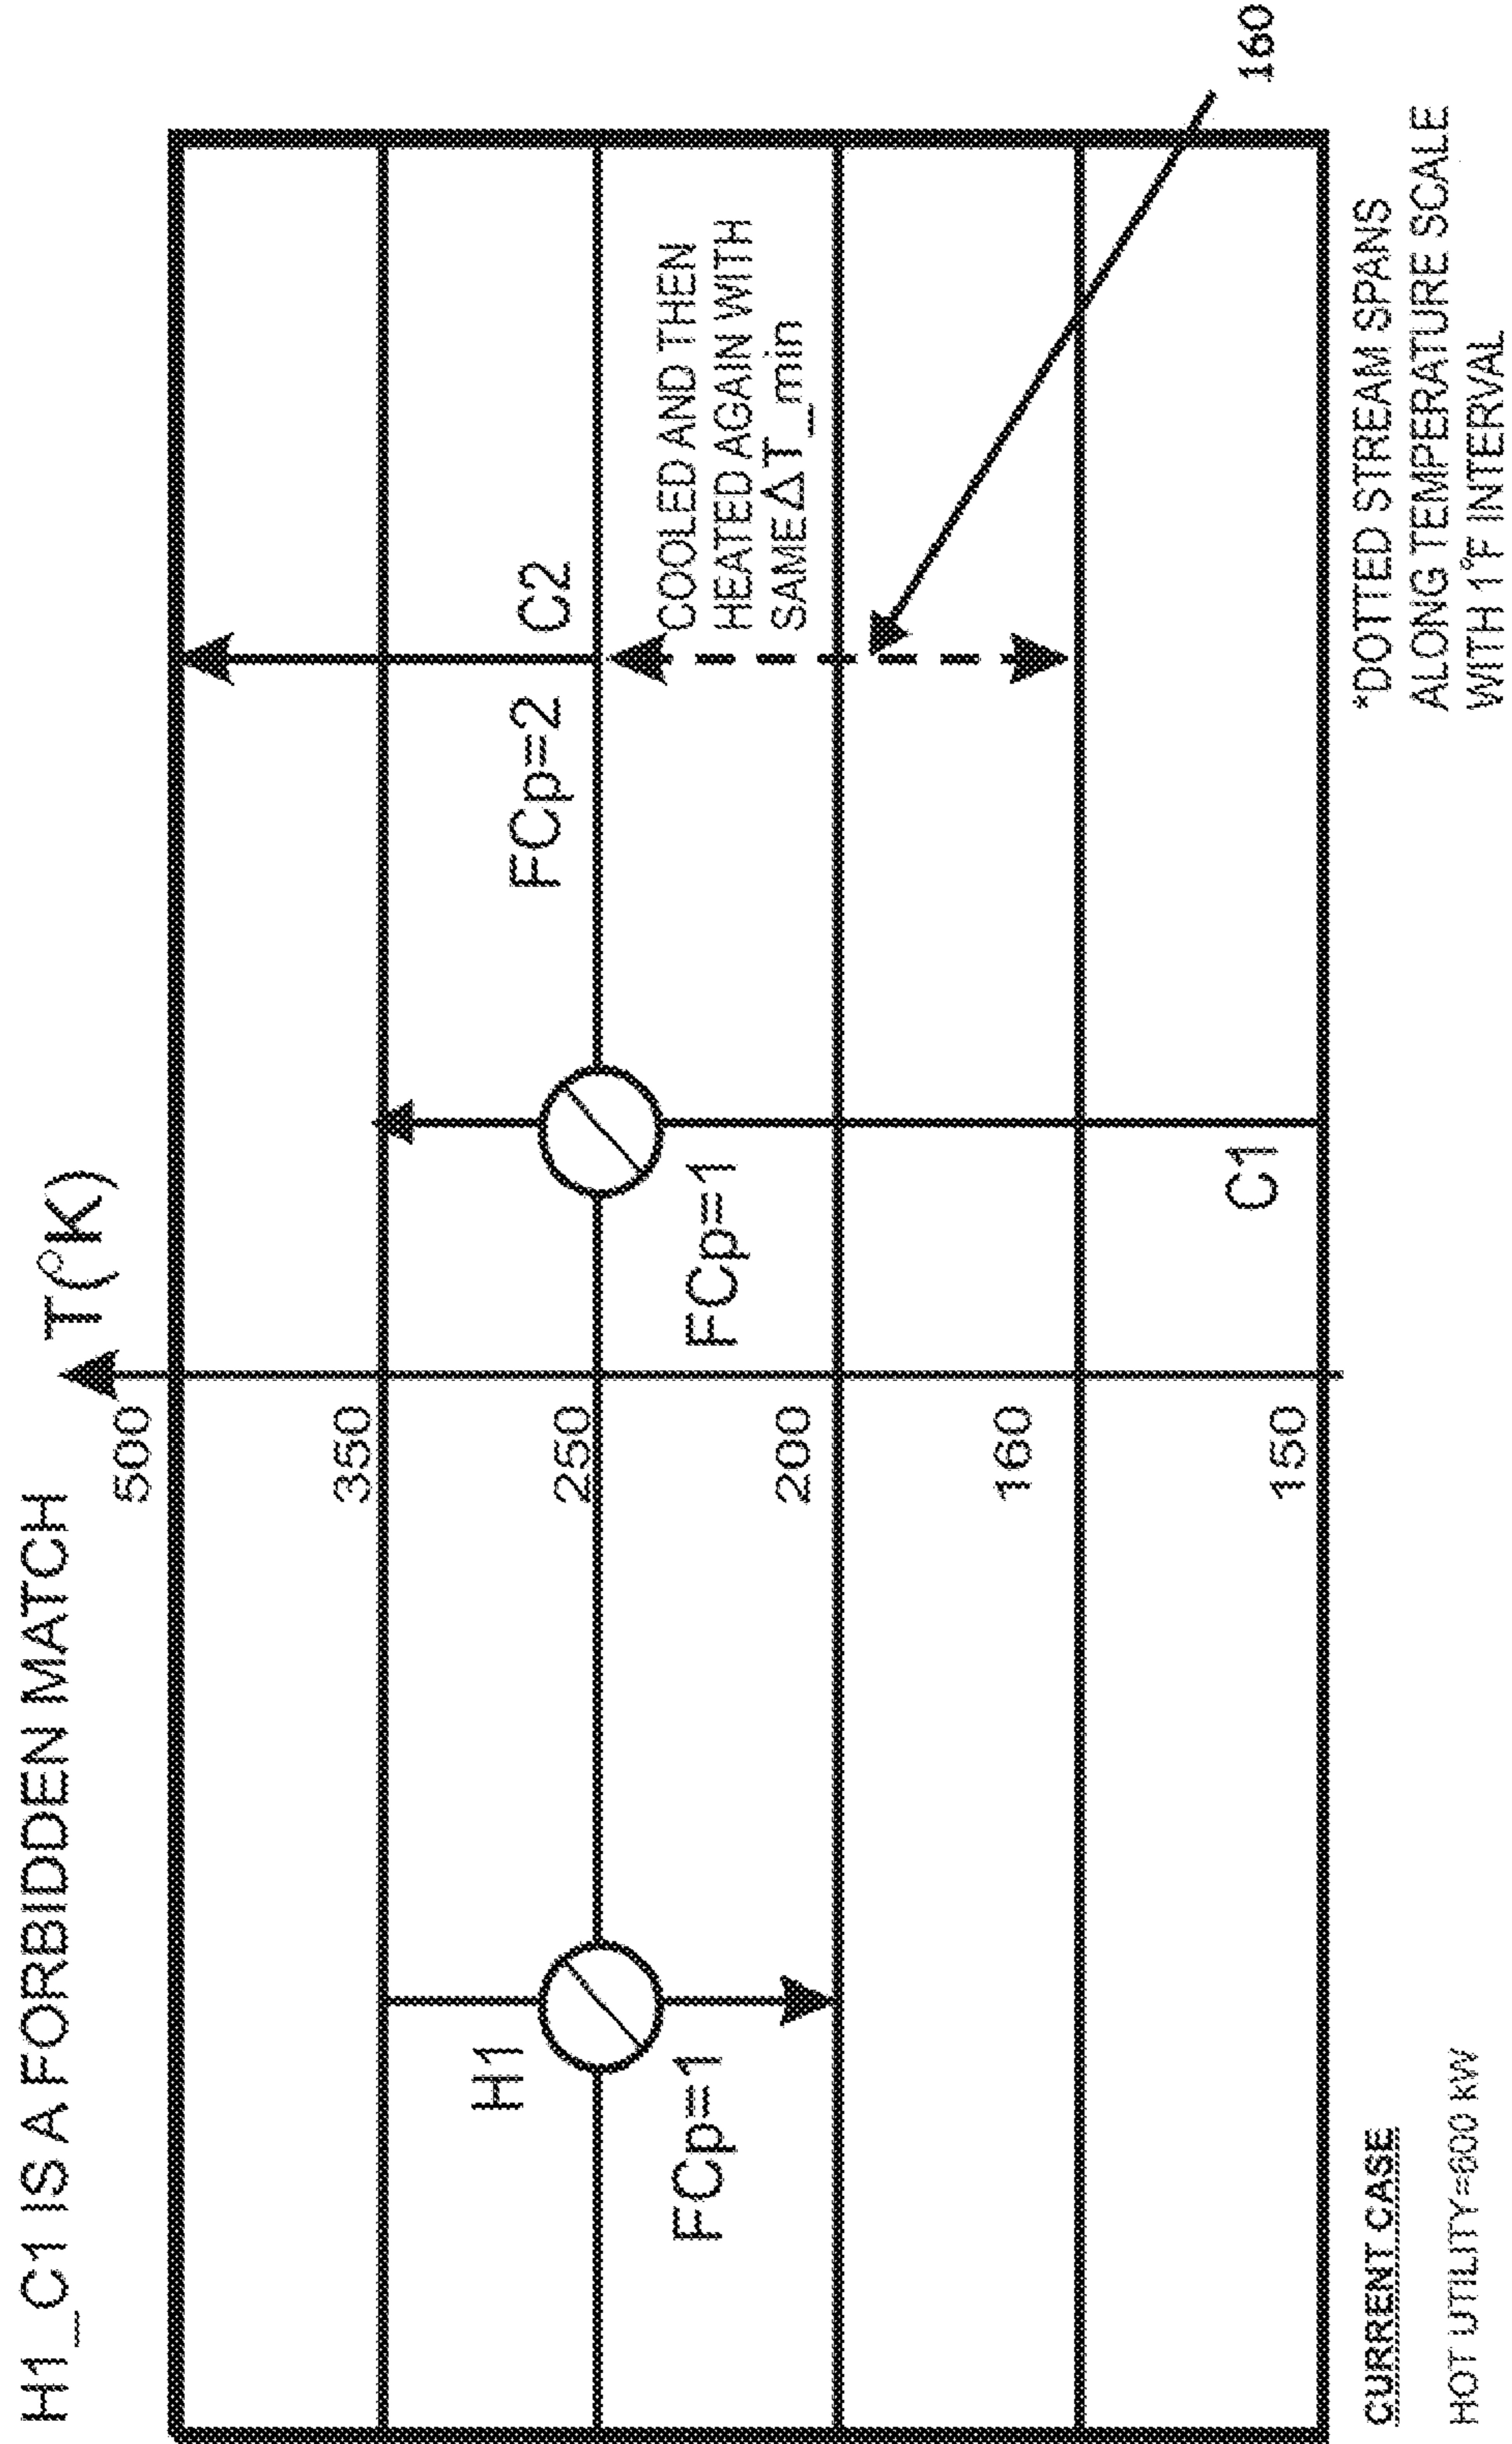 H1_C1 IS A FORBIDDEN MATCH
T(°K)
500
350
250
200
160
150
H1
FCp=1
FCp=1
C1
FCp=2
C2
COOLED AND THEN
HEATED AGAIN WITH
SAME ΔT_min
160
CURRENT CASE
HOT UTILITY=600 KW
*DOTTED STREAM SPANS
ALONG TEMPERATURE SCALE
WITH 1°F INTERVAL